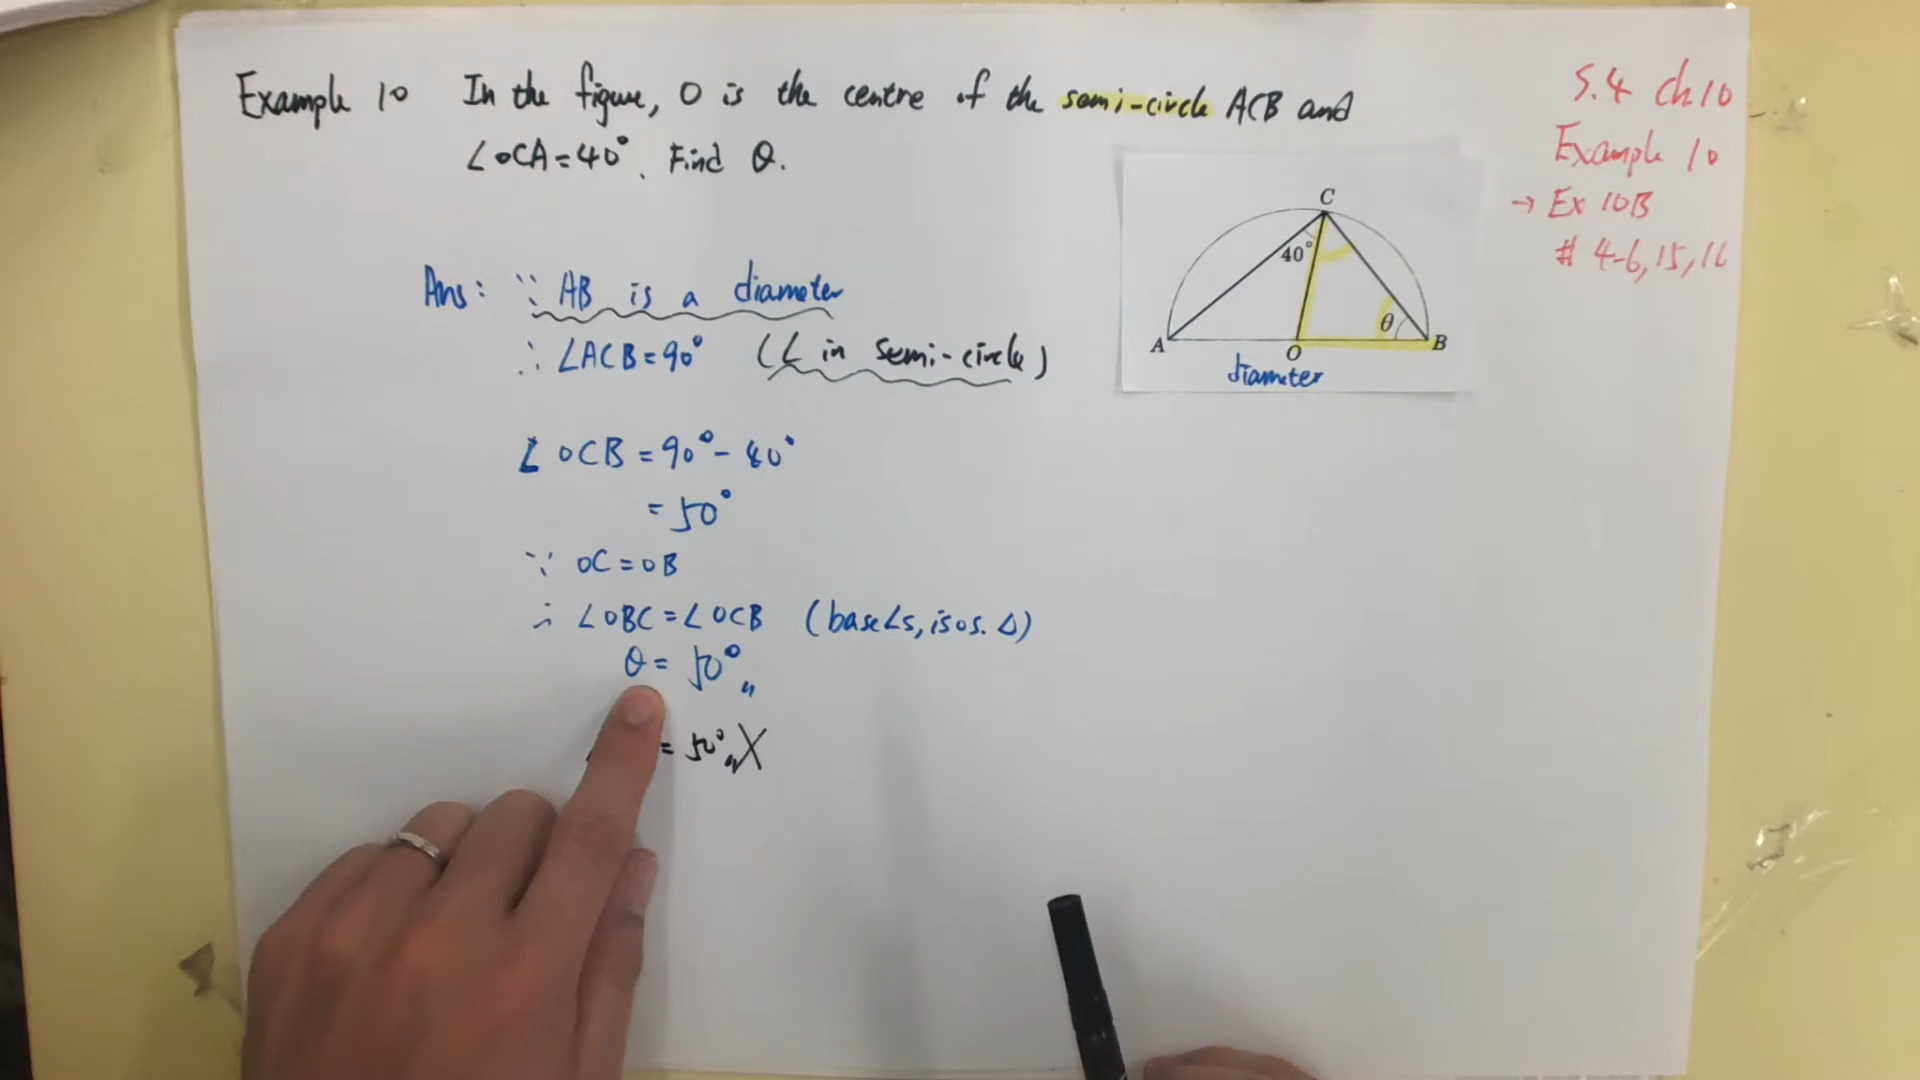 Example 10 In the figure, O is the centre of the semi-circle ACB and
∠OCA=40°. Find θ.
S.4 ch.10
Example 10
→ Ex 10B
# 4-6, 15, 16
C
40°
θ
A
O
B
diameter
Ans: ∵ AB is a diameter
∴ ∠ACB=90° (∠ in semi-circle)
∠OCB=90°-40°
=50°
∵ OC=OB
∴ ∠OBC=∠OCB (base∠s, isos. △)
θ=50°
=50° X